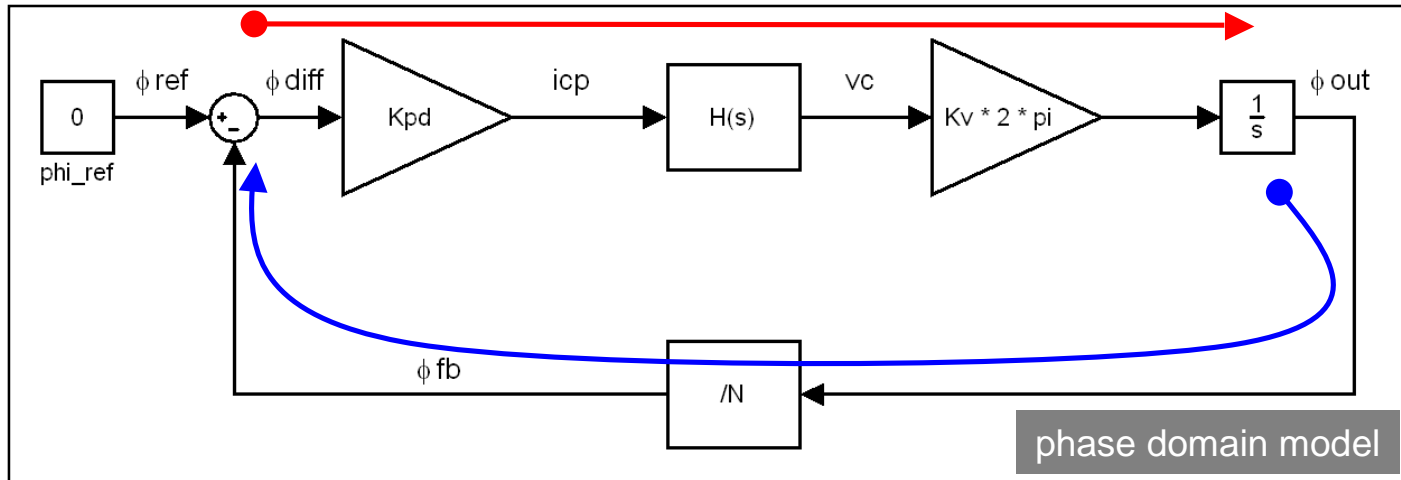 ϕ ref
ϕ diff
icp
vc
ϕ out
0
+
−
Kpd
H(s)
Kv * 2 * pi
1
s
phi_ref
ϕ fb
/N
phase domain model